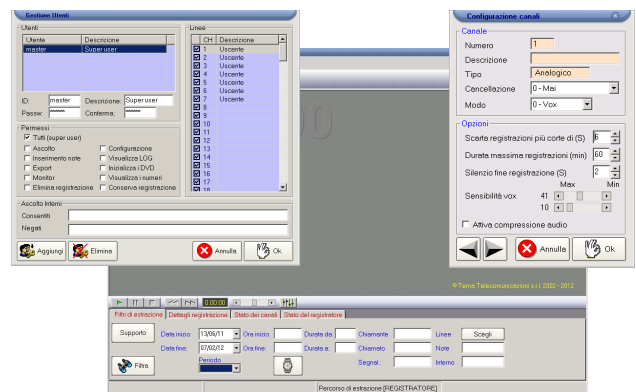 Gestione Utenti
Utenti
Utente Descrizione
master Super user
ID: master Descrizione: Super user
Passw: ****** Conferma: ******
Permessi
Tutti (super user)
Ascolto Configurazione
Inserimento note Visualizza LOG
Export Inizializza i DVD
Monitor Visualizza i numeri
Elimina registrazione Conserva registrazione
Linee
CH Descrizione
1 Uscente
2 Uscente
3 Uscente
4 Uscente
5 Uscente
6 Uscente
7 Uscente
8
9
10
11
12
13
14
15
16
17
18
Ascolto Interni
Consentiti
Negati
Aggiungi Elimina Annulla Ok
Configurazione canali
Canale
Numero 1
Descrizione
Tipo Analogico
Cancellazione 0 - Mai
Modo 0 - Vox
Opzioni
Scarta registrazioni più corte di (S) 6
Durata massima registrazioni (min) 60
Silenzio fine registrazione (S) 2
Max Min
Sensibilità vox 41
10
Attiva compressione audio
Annulla Ok
© Tema Telecomunicazioni s.r.l. 2002 - 2012
0:00:00
Filtri di estrazione Dettagli registrazione Stato dei canali Stato del registratore
Supporto Data inizio: 13/06/11 Ora inizio: Durata da: Chiamante Linee Scegli
Data fine: 07/02/12 Ora fine: Durata a: Chiamato Note
Filtra Periodo Segnal.: Interno
Percorso di estrazione [REGISTRATORE]